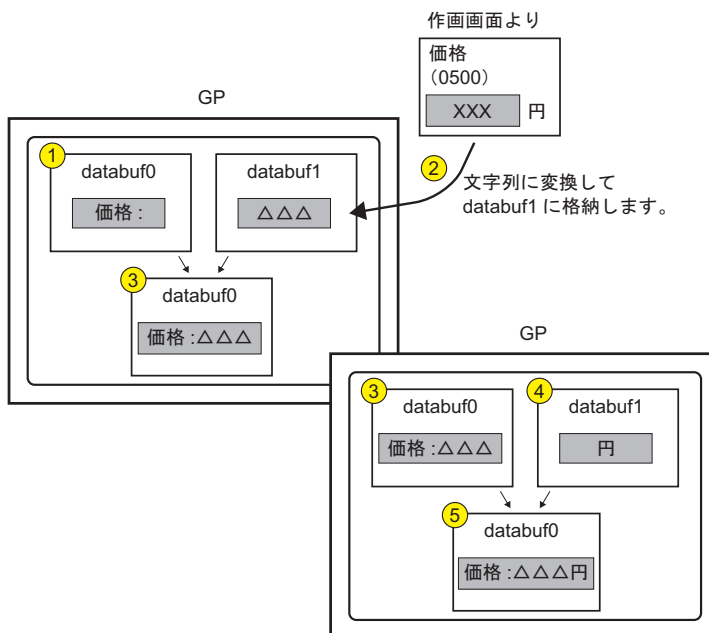 作画画面より
価格
（0500）
XXX 円
GP
① databuf0
価格 :
databuf1
△△△
② 文字列に変換して
databuf1 に格納します。
③ databuf0
価格 :△△△
GP
③ databuf0
価格 :△△△
④ databuf1
円
⑤ databuf0
価格 :△△△円